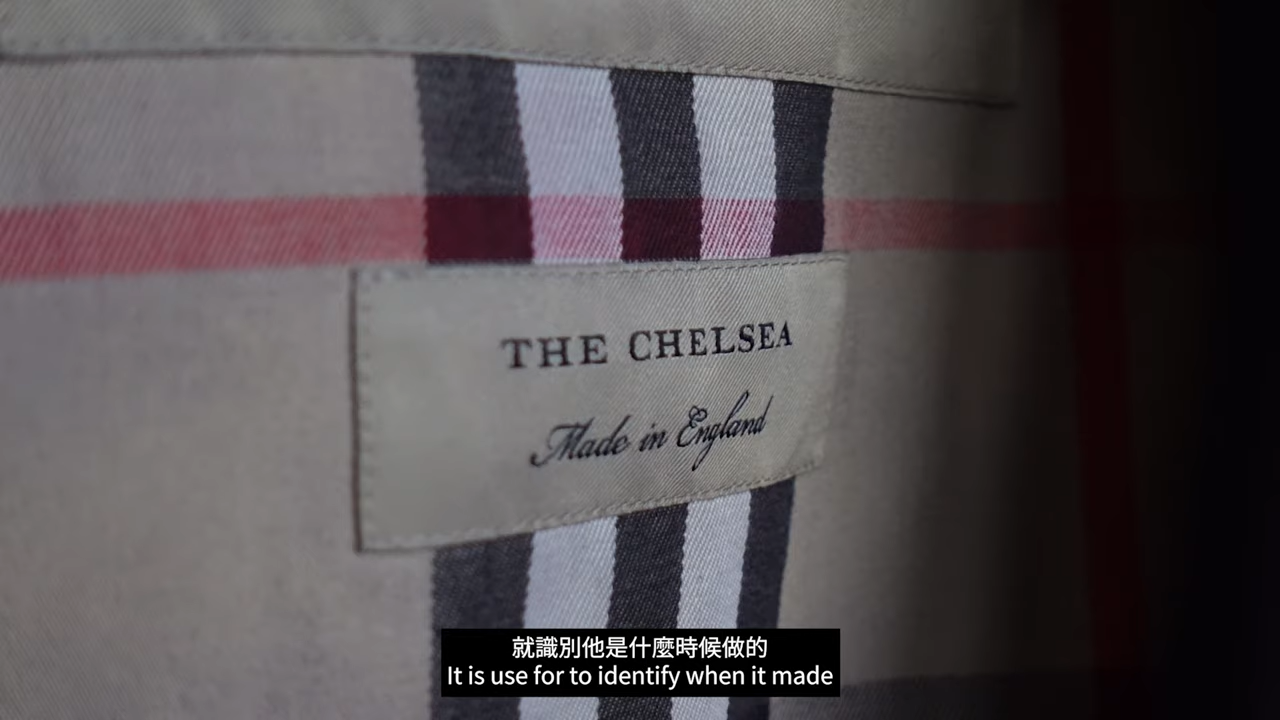 THE CHELSEA
Made in England
就識別他是什麼時候做的
It is use for to identify when it made